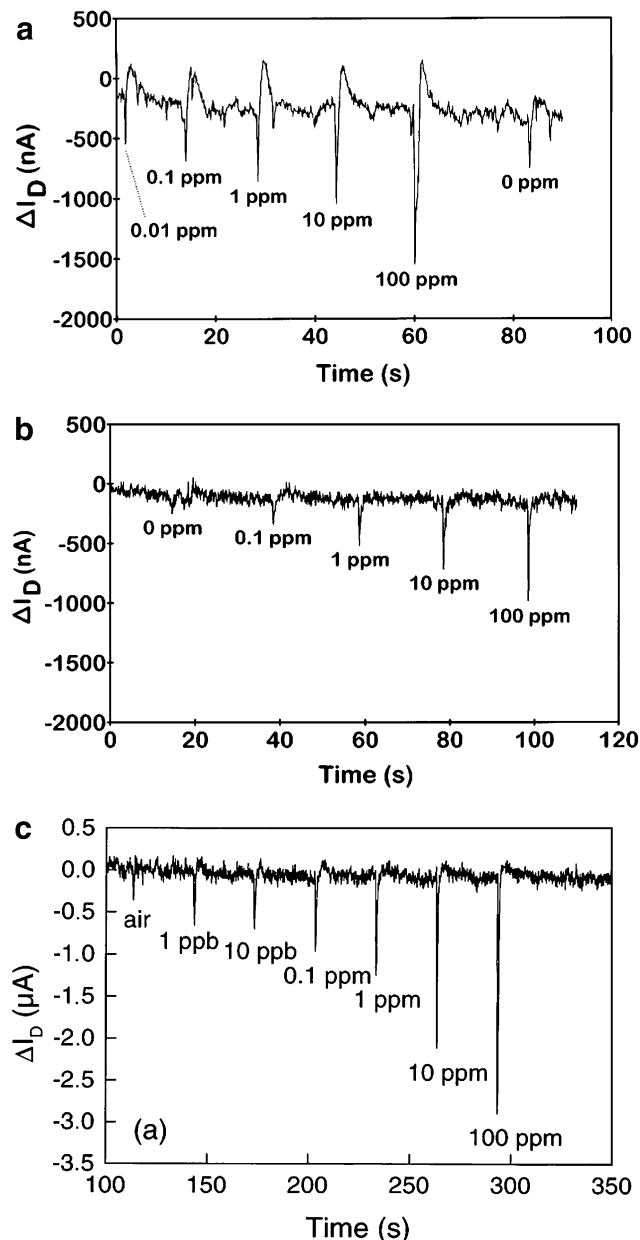 a
500
0
-500
-1000
-1500
-2000
ΔI_D (nA)
0.01 ppm
0.1 ppm
1 ppm
10 ppm
100 ppm
0 ppm
0 20 40 60 80 100
Time (s)
b
500
0
-500
-1000
-1500
-2000
ΔI_D (nA)
0 ppm
0.1 ppm
1 ppm
10 ppm
100 ppm
0 20 40 60 80 100 120
Time (s)
c
0.5
0.0
-0.5
-1.0
-1.5
-2.0
-2.5
-3.0
-3.5
ΔI_D (μA)
air
1 ppb
10 ppb
0.1 ppm
1 ppm
10 ppm
100 ppm
(a)
100 150 200 250 300 350
Time (s)